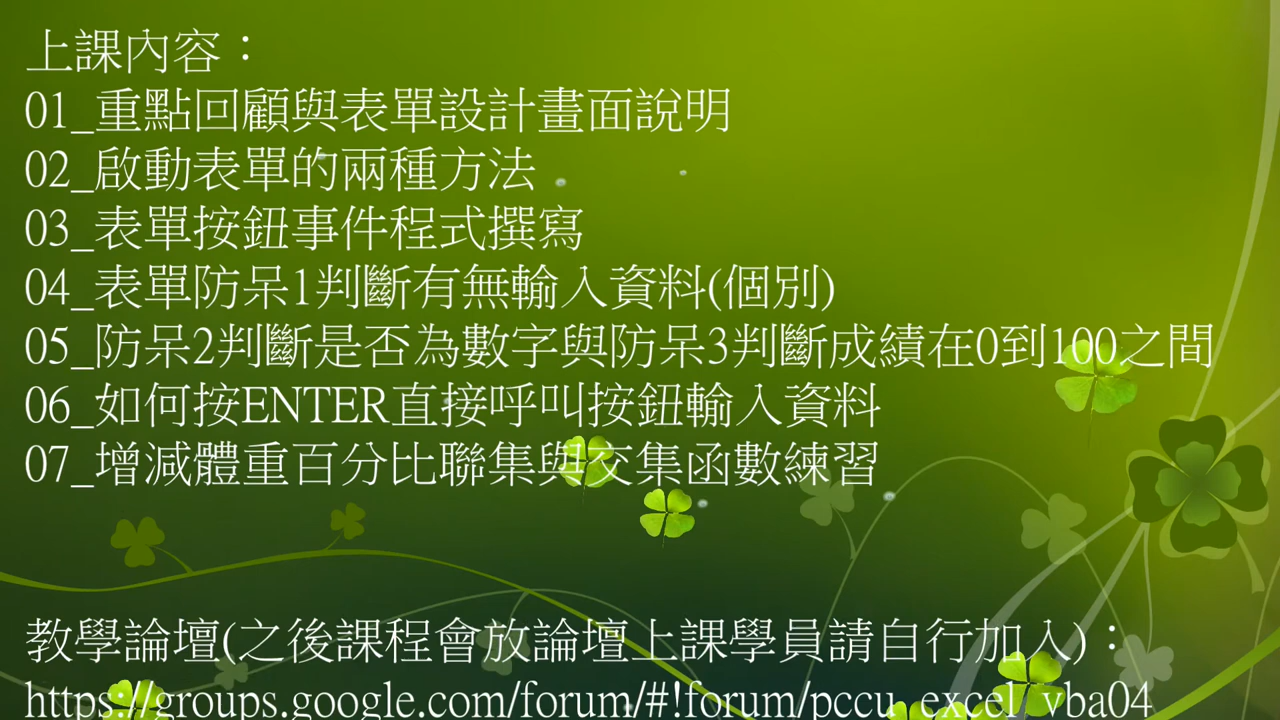 上課內容：
01_重點回顧與表單設計畫面說明
02_啟動表單的兩種方法
03_表單按鈕事件程式撰寫
04_表單防呆1判斷有無輸入資料(個別)
05_防呆2判斷是否為數字與防呆3判斷成績在0到100之間
06_如何按ENTER直接呼叫按鈕輸入資料
07_增減體重百分比聯集與交集函數練習
教學論壇(之後課程會放論壇上課學員請自行加入)：
https://groups.google.com/forum/#!forum/pccu_excel_vba04